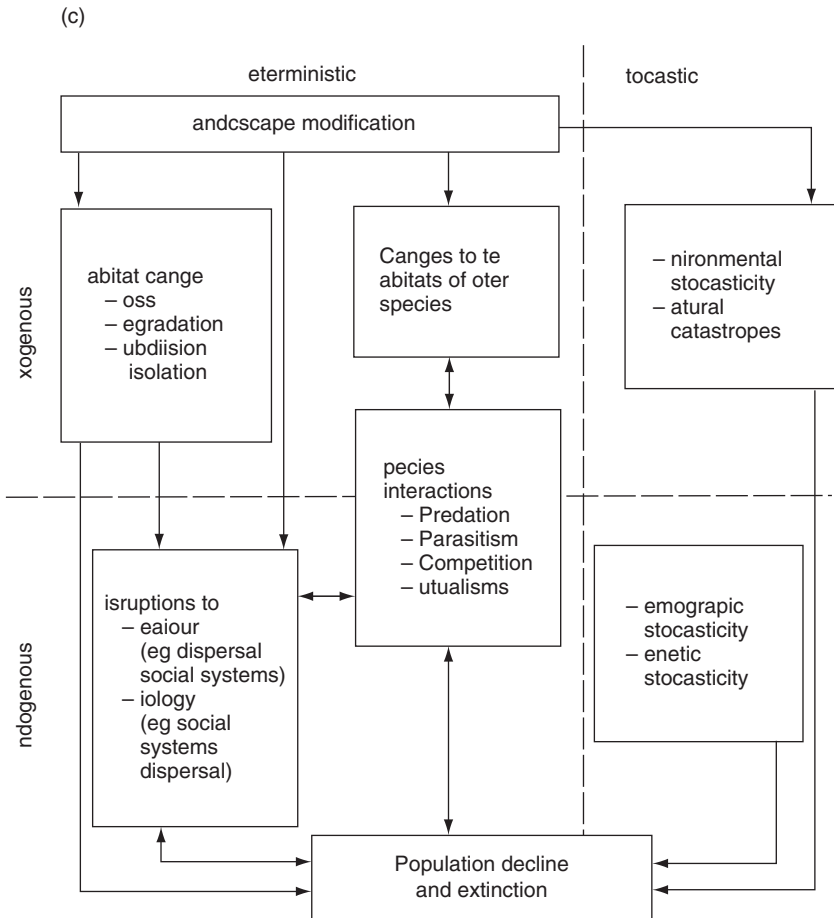 (c)
eterministic
tocastic
andcscape modification
xogenous
abitat cange
– oss
– egradation
– ubdiision
isolation
Canges to te
abitats of oter
species
– nironmental
stocasticity
– atural
catastropes
pecies
interactions
– Predation
– Parasitism
– Competition
– utualisms
ndogenous
isruptions to
– eaiour
(eg dispersal
social systems)
– iology
(eg social
systems
dispersal)
– emograpic
stocasticity
– enetic
stocasticity
Population decline
and extinction